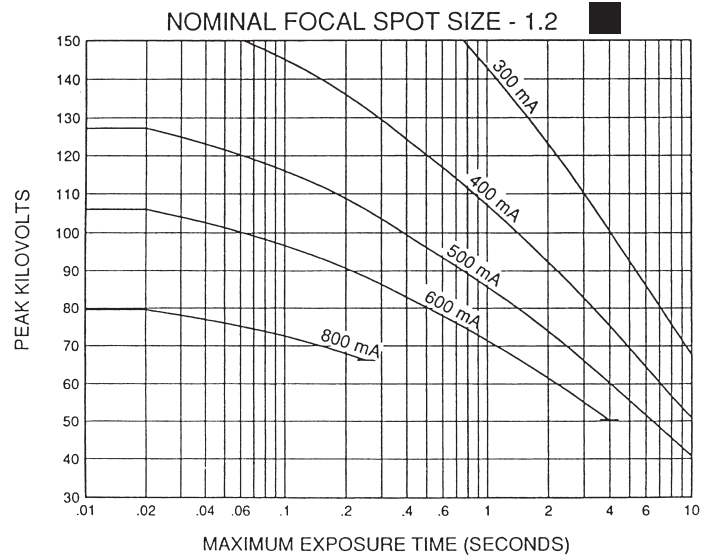 NOMINAL FOCAL SPOT SIZE - 1.2
150
140
130
120
110
100
90
80
70
60
50
40
30
PEAK KILOVOLTS
300 mA
400 mA
500 mA
600 mA
800 mA
.01 .02 .04 .06 .1 .2 .4 .6 1 2 4 6 10
MAXIMUM EXPOSURE TIME (SECONDS)